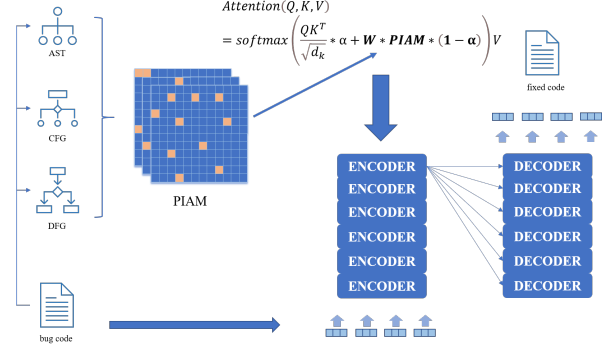 Attention(Q, K, V)
= softmax(QK^T/√d_k * α + W * PIAM * (1 - α))V
AST
fixed code
CFG
PIAM
DFG
ENCODER
ENCODER
ENCODER
ENCODER
ENCODER
ENCODER
DECODER
DECODER
DECODER
DECODER
DECODER
DECODER
bug code